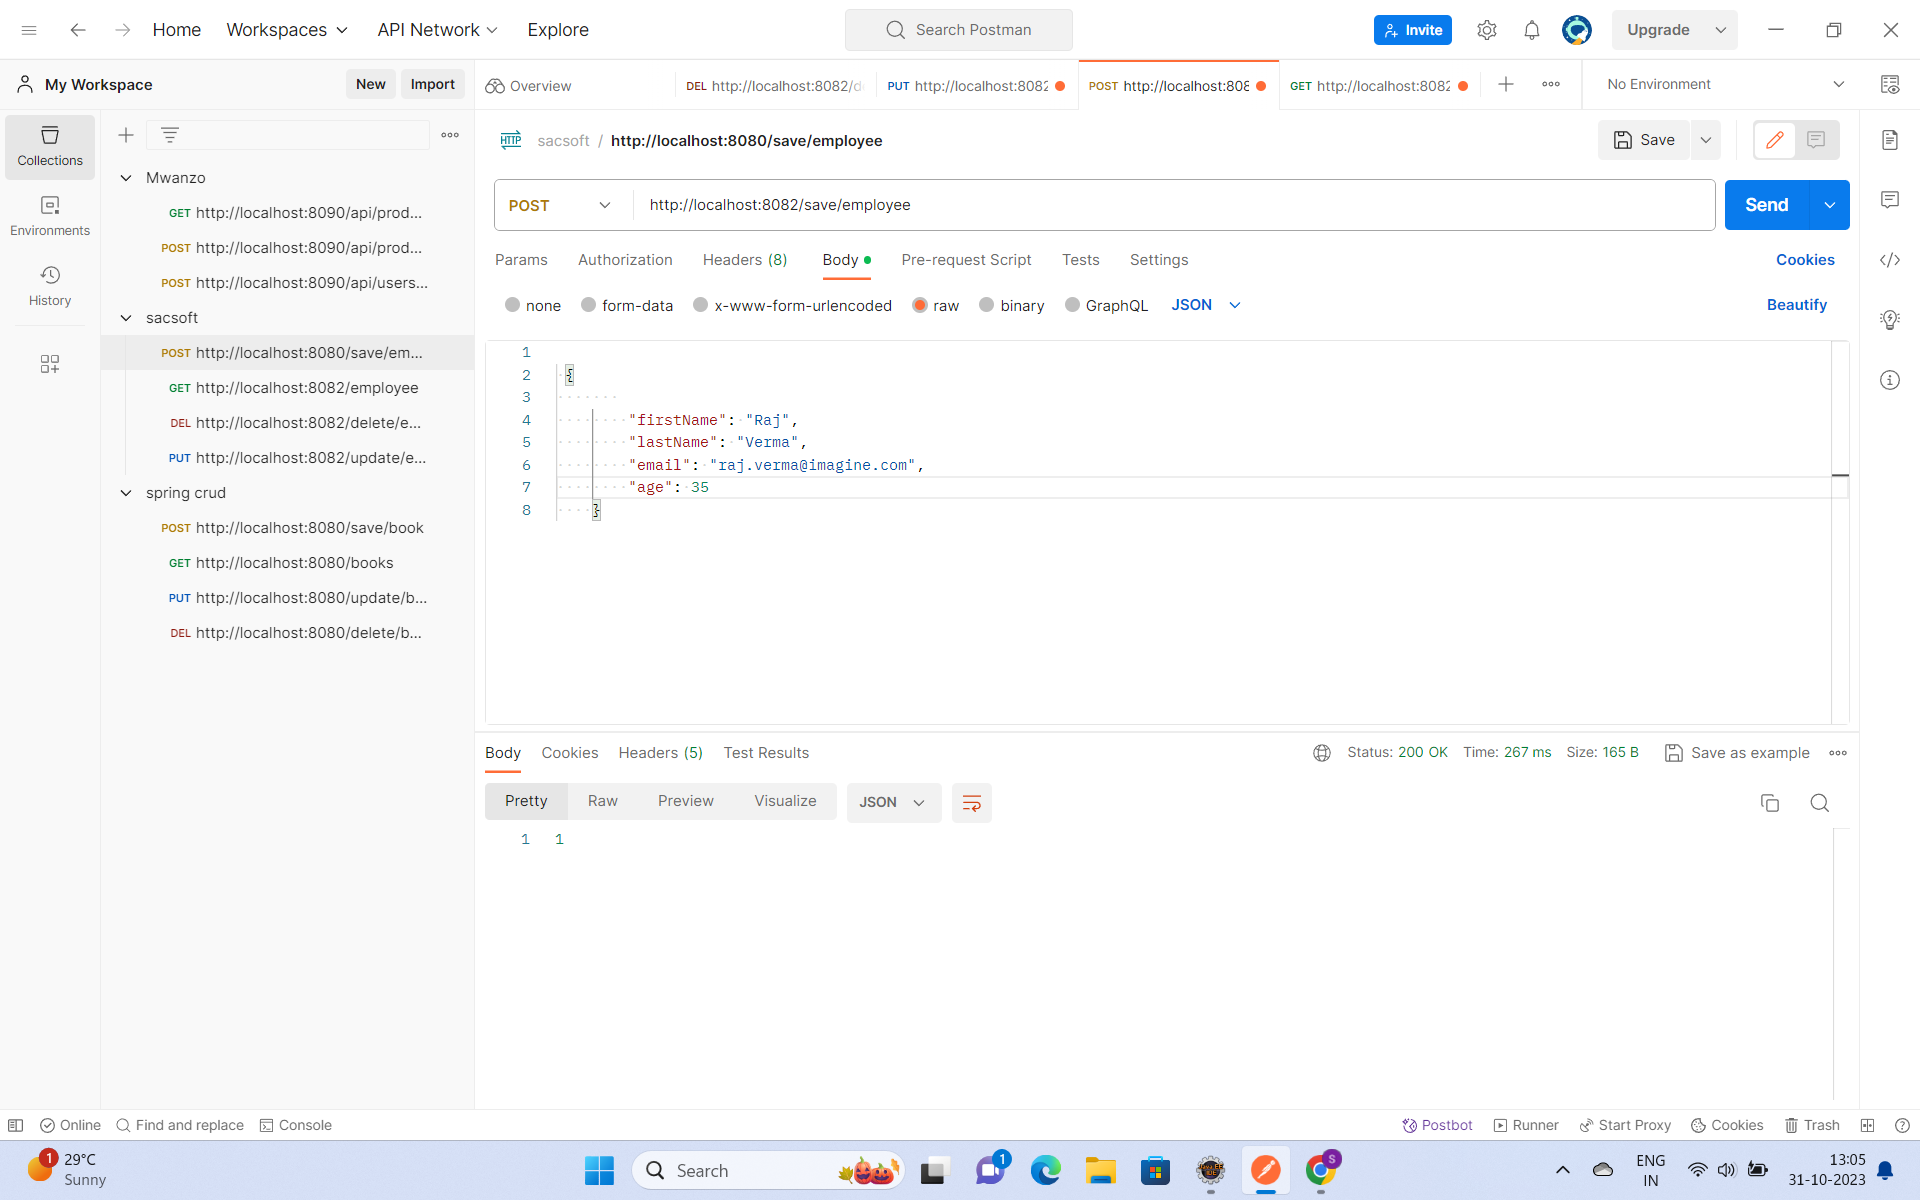 Home Workspaces API Network Explore Search Postman Invite Upgrade
My Workspace New Import Overview DEL http://localhost:8082/d PUT http://localhost:8082 POST http://localhost:808 GET http://localhost:8082 No Environment
Collections
Environments
History
Mwanzo
GET http://localhost:8090/api/prod...
POST http://localhost:8090/api/prod...
POST http://localhost:8090/api/users...
sacsoft
POST http://localhost:8080/save/em...
GET http://localhost:8082/employee
DEL http://localhost:8082/delete/e...
PUT http://localhost:8082/update/e...
spring crud
POST http://localhost:8080/save/book
GET http://localhost:8080/books
PUT http://localhost:8080/update/b...
DEL http://localhost:8080/delete/b...
HTTP sacsoft / http://localhost:8080/save/employee Save
POST http://localhost:8082/save/employee Send
Params Authorization Headers (8) Body Pre-request Script Tests Settings Cookies
none form-data x-www-form-urlencoded raw binary GraphQL JSON Beautify
1
2 {
3
4 "firstName": "Raj",
5 "lastName": "Verma",
6 "email": "raj.verma@imagine.com",
7 "age": 35
8 }
Body Cookies Headers (5) Test Results Status: 200 OK Time: 267 ms Size: 165 B Save as example
Pretty Raw Preview Visualize JSON
1 1
Online Find and replace Console Postbot Runner Start Proxy Cookies Trash
1 29°C
Sunny
Search 1 S
ENG
IN
13:05
31-10-2023